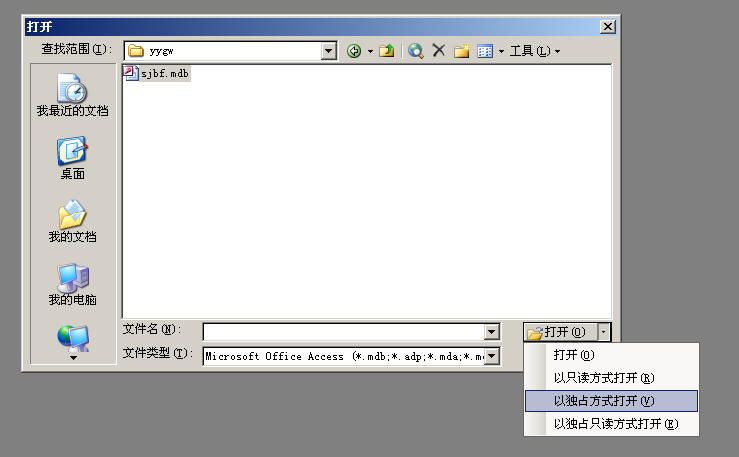 打开
查找范围(I):
yygw
工具(L)
sjbf.mdb
我最近的文档
桌面
我的文档
我的电脑
文件名(N):
打开(O)
文件类型(T):
Microsoft Office Access (*.mdb;*.adp;*.mda;*.m
打开(O)
以只读方式打开(R)
以独占方式打开(V)
以独占只读方式打开(E)